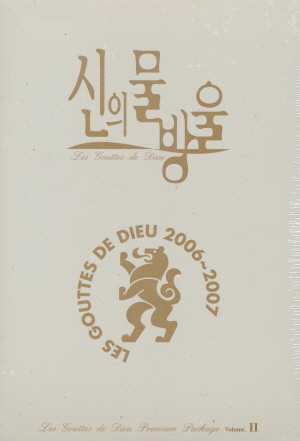 신의 물방울
Les Gouttes de Dieu
LES GOUTTES DE DIEU 2006~2007
Les Gouttes de Dieu Premium Package Volume. II